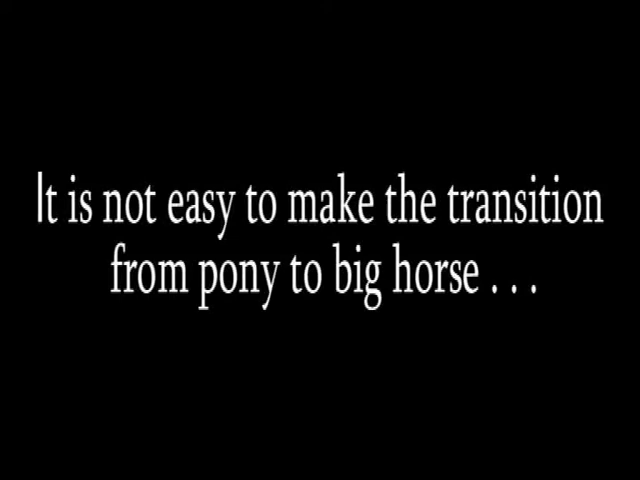 It is not easy to make the transition
from pony to big horse . . .